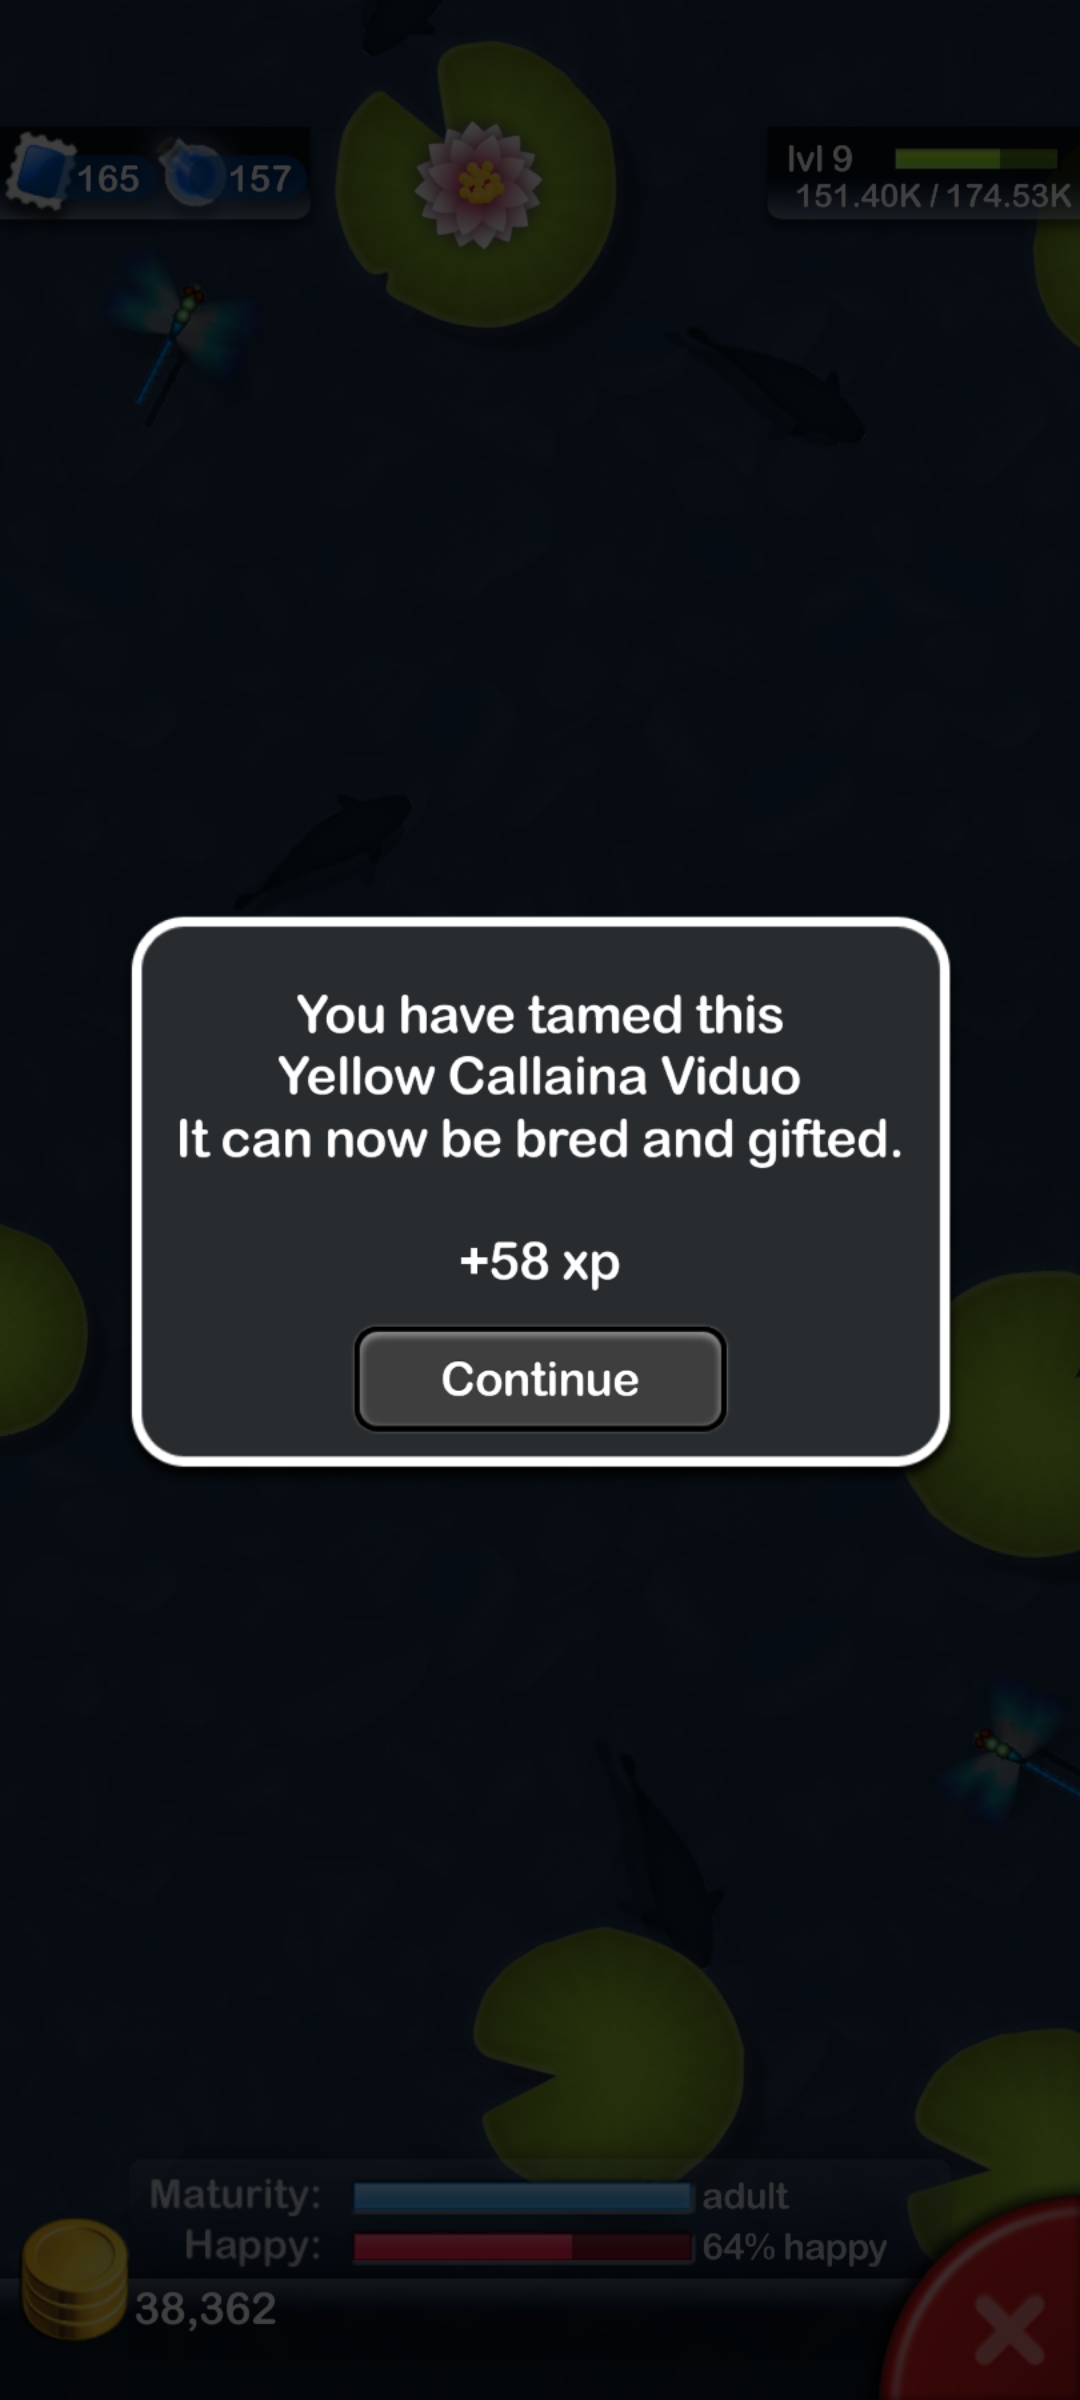 165 157
lvl 9
151.40K / 174.53K
You have tamed this
Yellow Callaina Viduo
It can now be bred and gifted.
+58 xp
Continue
Maturity: adult
Happy: 64% happy
38,362